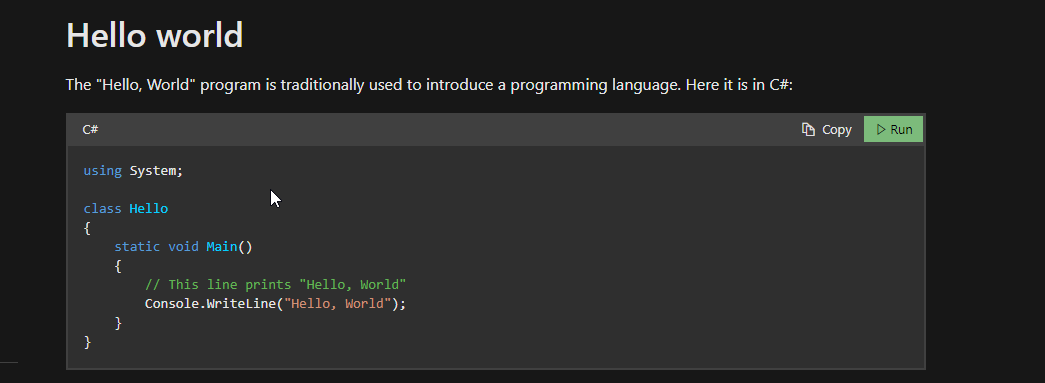 Hello world
The "Hello, World" program is traditionally used to introduce a programming language. Here it is in C#:
C# Copy Run
using System;
class Hello
{
    static void Main()
    {
        // This line prints "Hello, World"
        Console.WriteLine("Hello, World");
    }
}